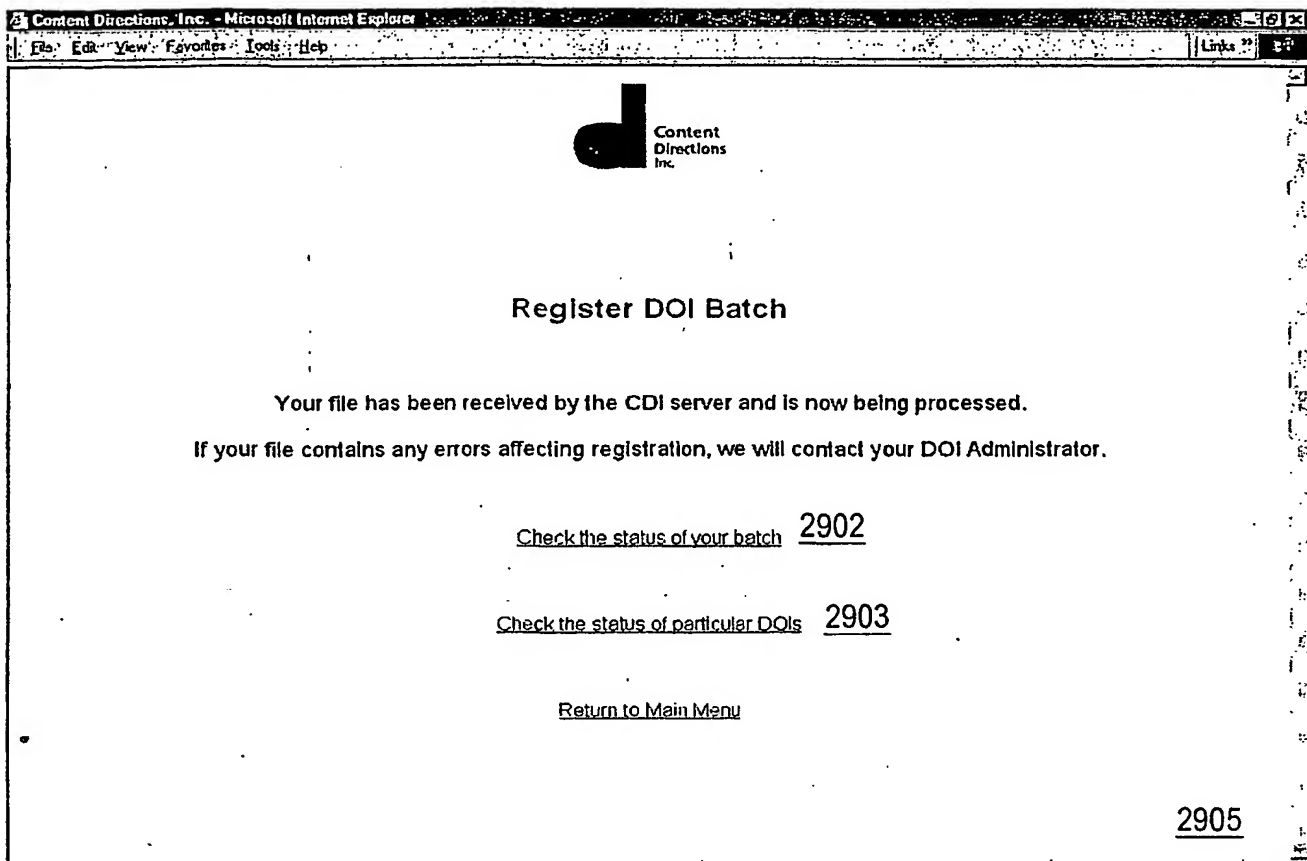 Content Directions, Inc. - Microsoft Internet Explorer
File Edit View Favorites Tools Help Links »
d Content
Directions
Inc.
Register DOI Batch
Your file has been received by the CDI server and is now being processed.
If your file contains any errors affecting registration, we will contact your DOI Administrator.
Check the status of your batch 2902
Check the status of particular DOIs 2903
Return to Main Menu
2905